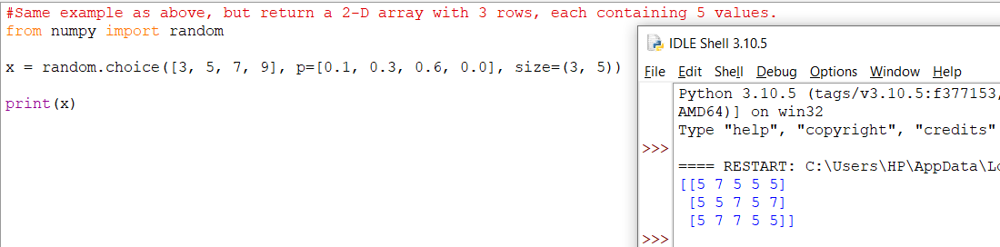 #Same example as above, but return a 2-D array with 3 rows, each containing 5 values.
from numpy import random
x = random.choice([3, 5, 7, 9], p=[0.1, 0.3, 0.6, 0.0], size=(3, 5))
print(x)
IDLE Shell 3.10.5
File Edit Shell Debug Options Window Help
Python 3.10.5 (tags/v3.10.5:f377153,
AMD64)] on win32
Type "help", "copyright", "credits"
>>>
==== RESTART: C:\Users\HP\AppData\Lo
[[5 7 5 5 5]
[5 5 7 5 7]
[5 7 7 5 5]]
>>>